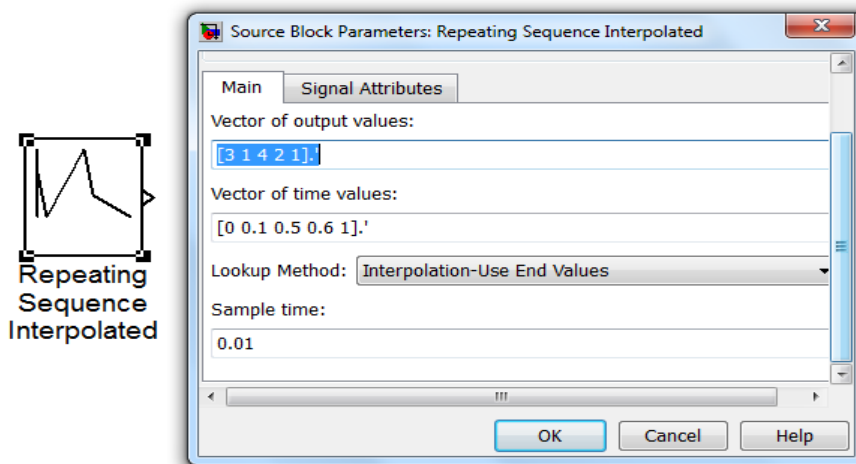 Source Block Parameters: Repeating Sequence Interpolated
Main Signal Attributes
Vector of output values:
[3 1 4 2 1].'
Vector of time values:
[0 0.1 0.5 0.6 1].'
Lookup Method: Interpolation-Use End Values
Sample time:
0.01
OK Cancel Help
Repeating
Sequence
Interpolated